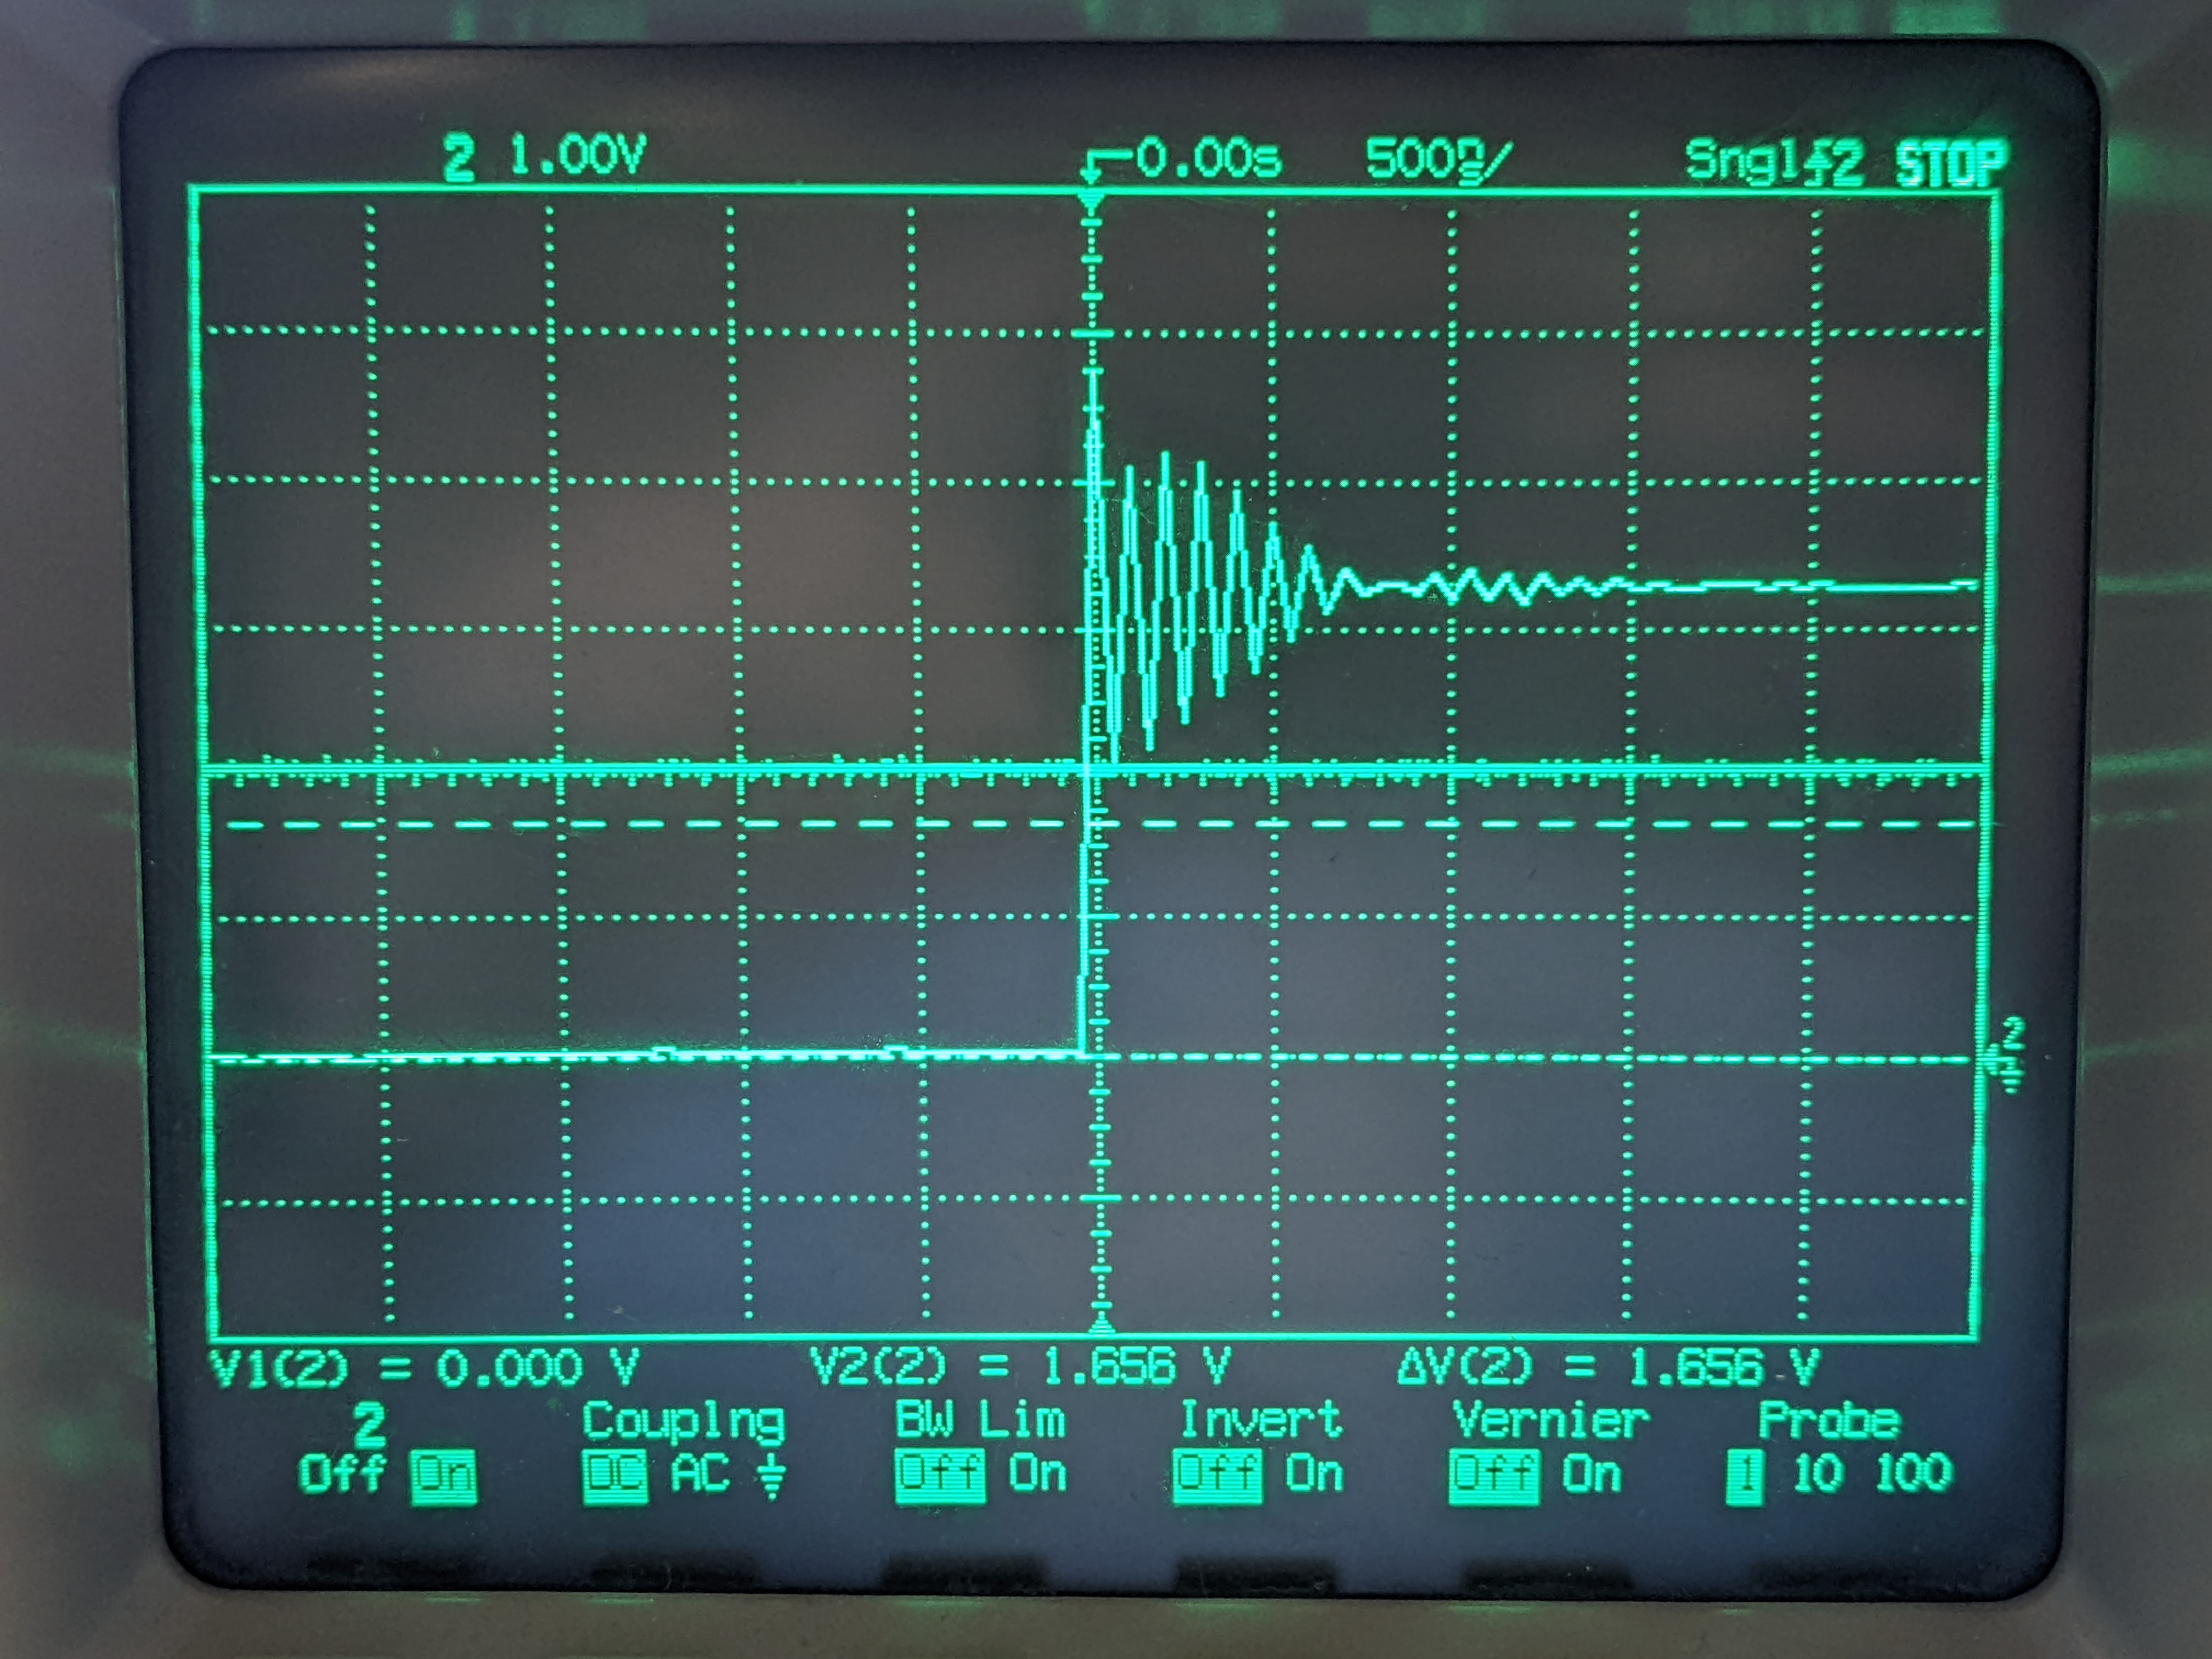 2 1.00V 0.00s 500ns/ Sngl⨍2 STOP
2
V1(2) = 0.000 V V2(2) = 1.656 V ΔV(2) = 1.656 V
2 Couplng BW Lim Invert Vernier Probe
Off On DC AC ⏚ Off On Off On Off On 1 10 100